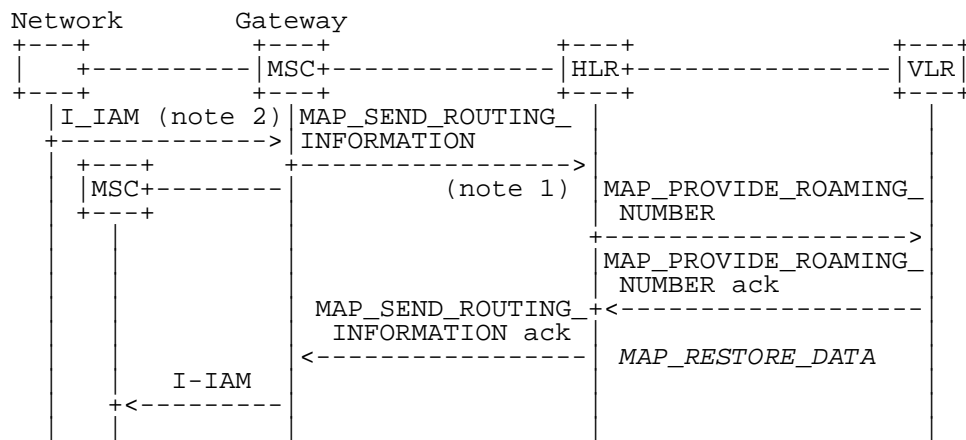 Network Gateway
MSC HLR VLR
I_IAM (note 2) MAP_SEND_ROUTING_
INFORMATION
MSC (note 1) MAP_PROVIDE_ROAMING_
NUMBER
MAP_PROVIDE_ROAMING_
NUMBER ack
MAP_SEND_ROUTING_
INFORMATION ack
MAP_RESTORE_DATA
I-IAM